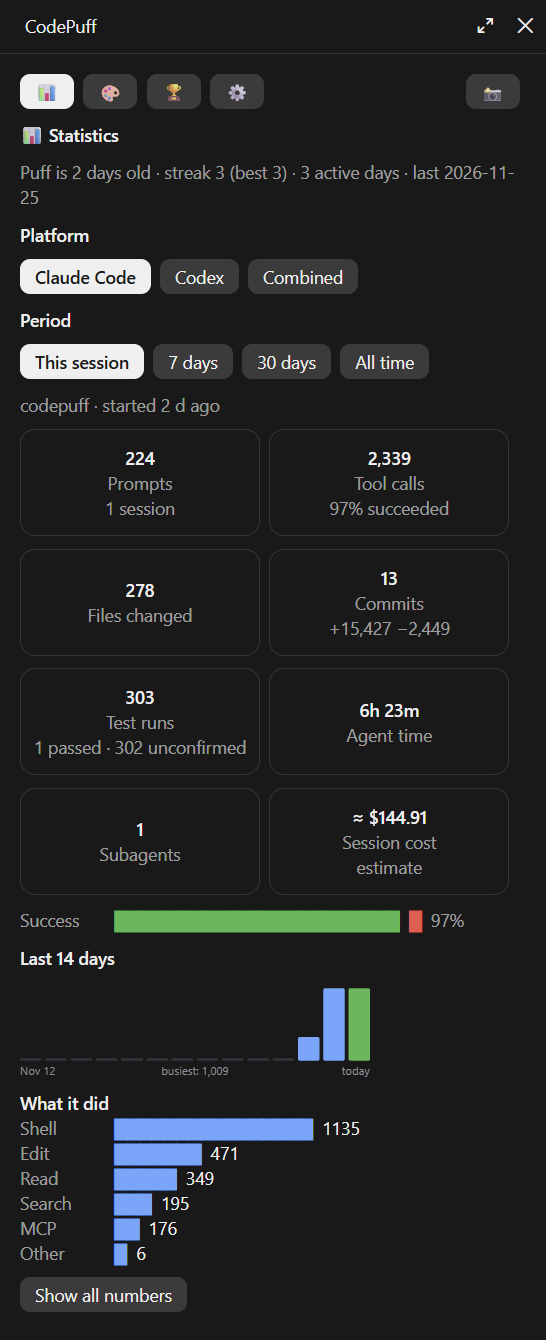 CodePuff
Statistics
Puff is 2 days old · streak 3 (best 3) · 3 active days · last 2026-11-
25
Platform
Claude Code
Codex
Combined
Period
This session
7 days
30 days
All time
codepuff · started 2 d ago
224
Prompts
1 session
2,339
Tool calls
97% succeeded
278
Files changed
13
Commits
+15,427 −2,449
303
Test runs
1 passed · 302 unconfirmed
6h 23m
Agent time
1
Subagents
≈ $144.91
Session cost
estimate
Success 97%
Last 14 days
Nov 12 busiest: 1,009 today
What it did
Shell 1135
Edit 471
Read 349
Search 195
MCP 176
Other 6
Show all numbers